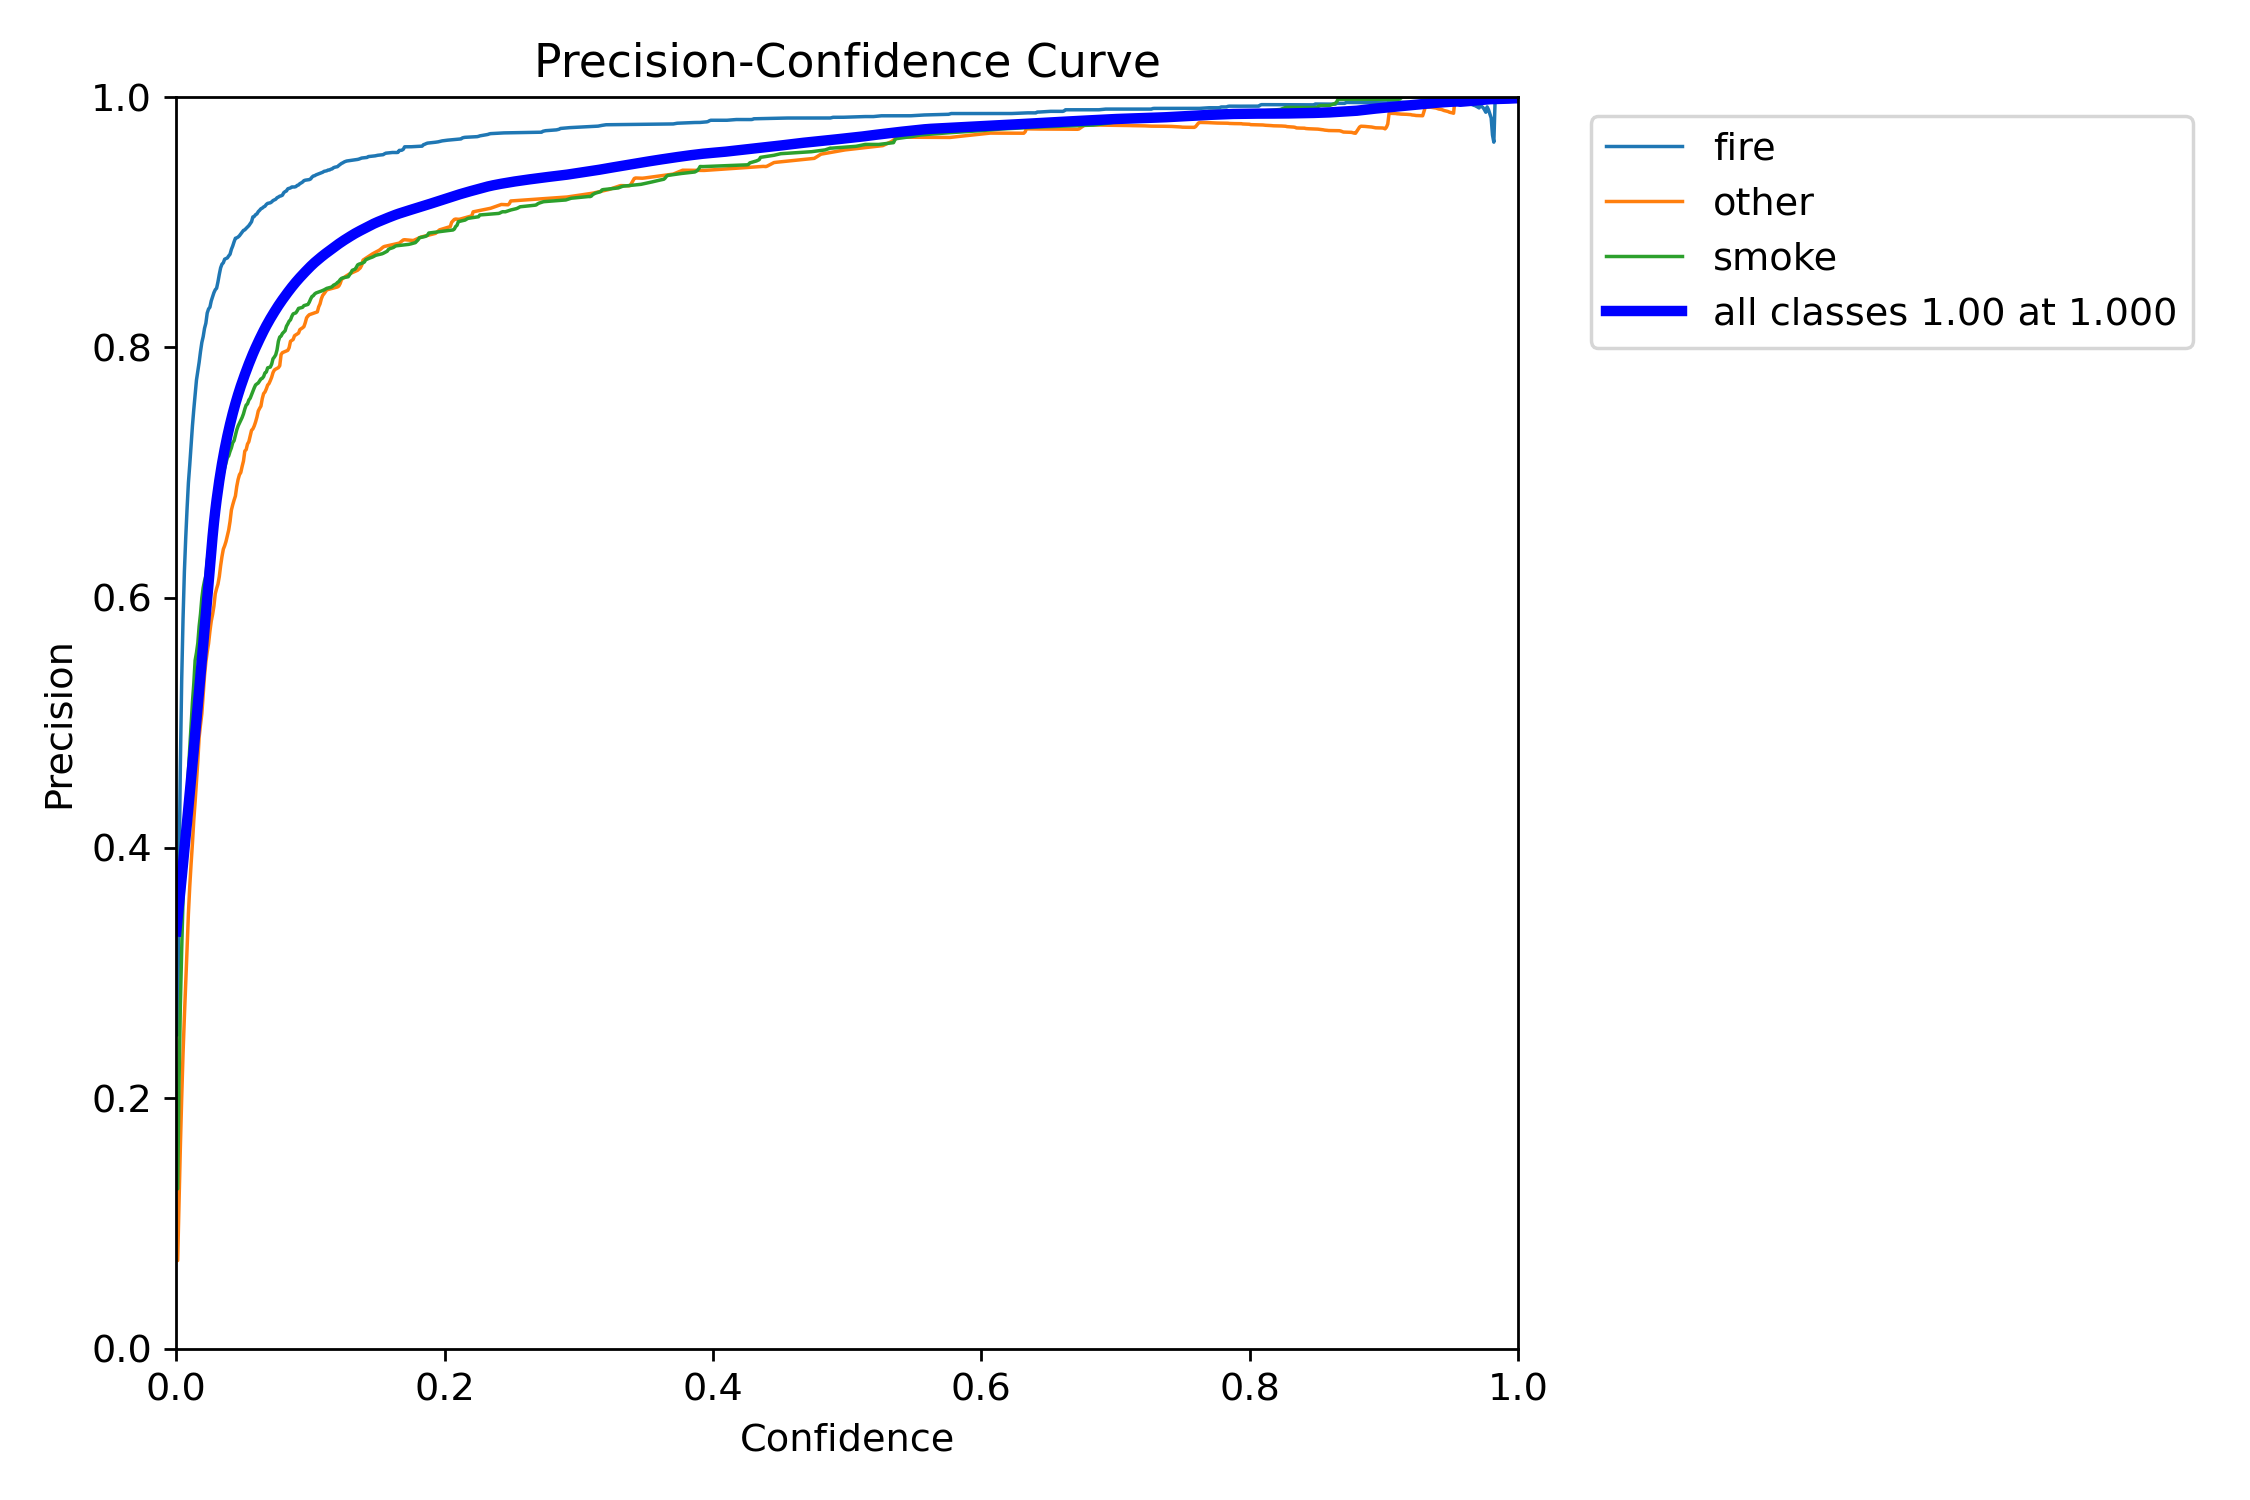 Precision-Confidence Curve
1.0
0.8
0.6
0.4
0.2
0.0
Precision
0.0 0.2 0.4 0.6 0.8 1.0
Confidence
fire
other
smoke
all classes 1.00 at 1.000